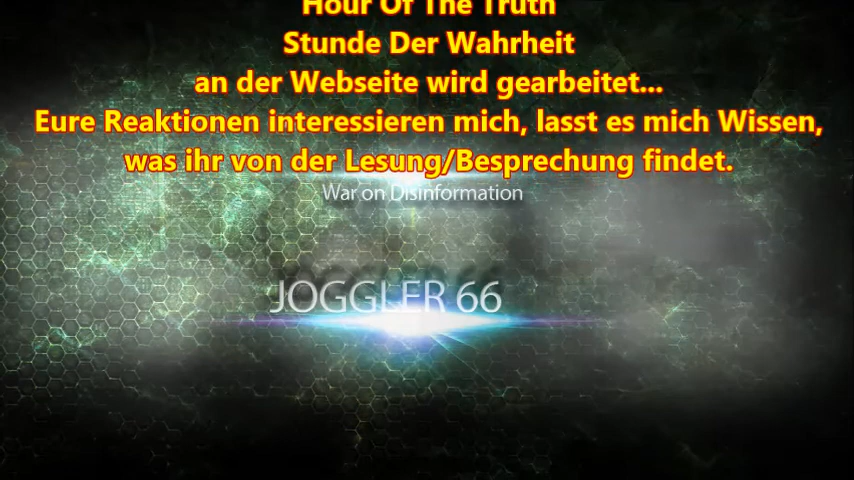 Hour Of The Truth
Stunde Der Wahrheit
an der Webseite wird gearbeitet...
Eure Reaktionen interessieren mich, lasst es mich Wissen,
was ihr von der Lesung/Besprechung findet.
War on Disinformation
JOGGLER 66